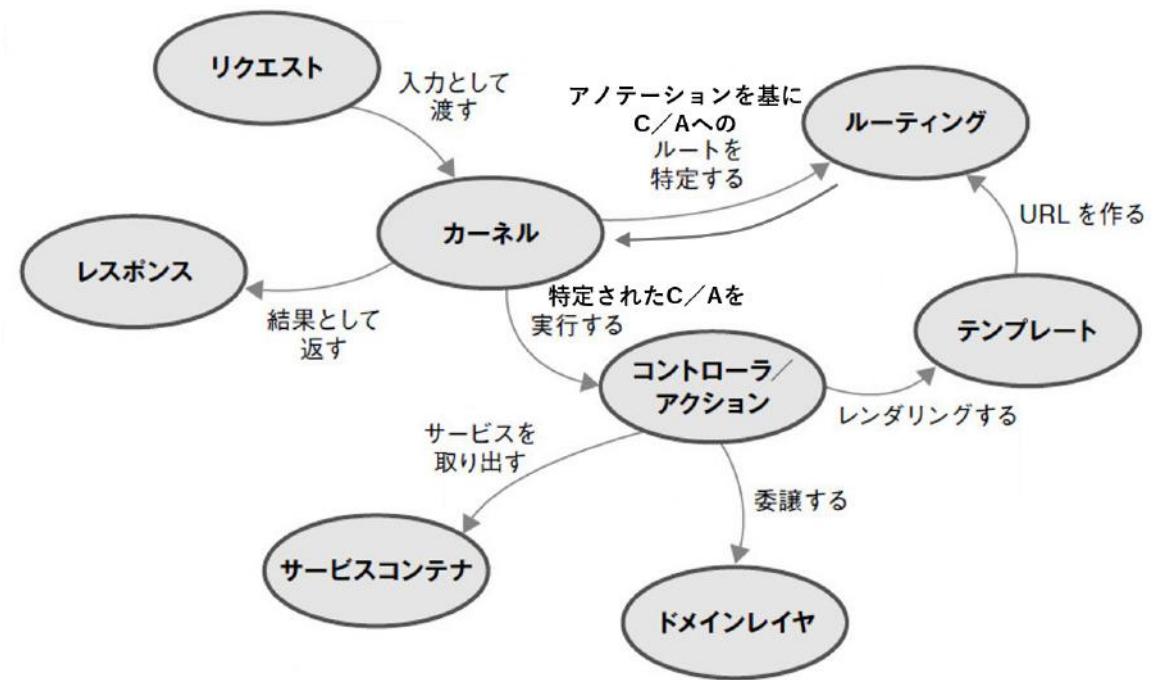 リクエスト
入力として
渡す
アノテーションを基に
C/Aへの
ルートを
特定する
ルーティング
カーネル
URL を作る
レスポンス
結果として
返す
特定されたC/Aを
実行する
テンプレート
コントローラ/
アクション
レンダリングする
サービスを
取り出す
委譲する
サービスコンテナ
ドメインレイヤ